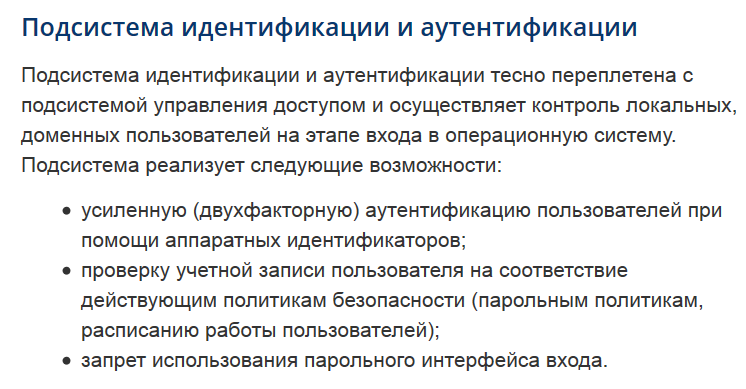 Подсистема идентификации и аутентификации
Подсистема идентификации и аутентификации тесно переплетена с
подсистемой управления доступом и осуществляет контроль локальных,
доменных пользователей на этапе входа в операционную систему.
Подсистема реализует следующие возможности:
• усиленную (двухфакторную) аутентификацию пользователей при
помощи аппаратных идентификаторов;
• проверку учетной записи пользователя на соответствие
действующим политикам безопасности (парольным политикам,
расписанию работы пользователей);
• запрет использования парольного интерфейса входа.